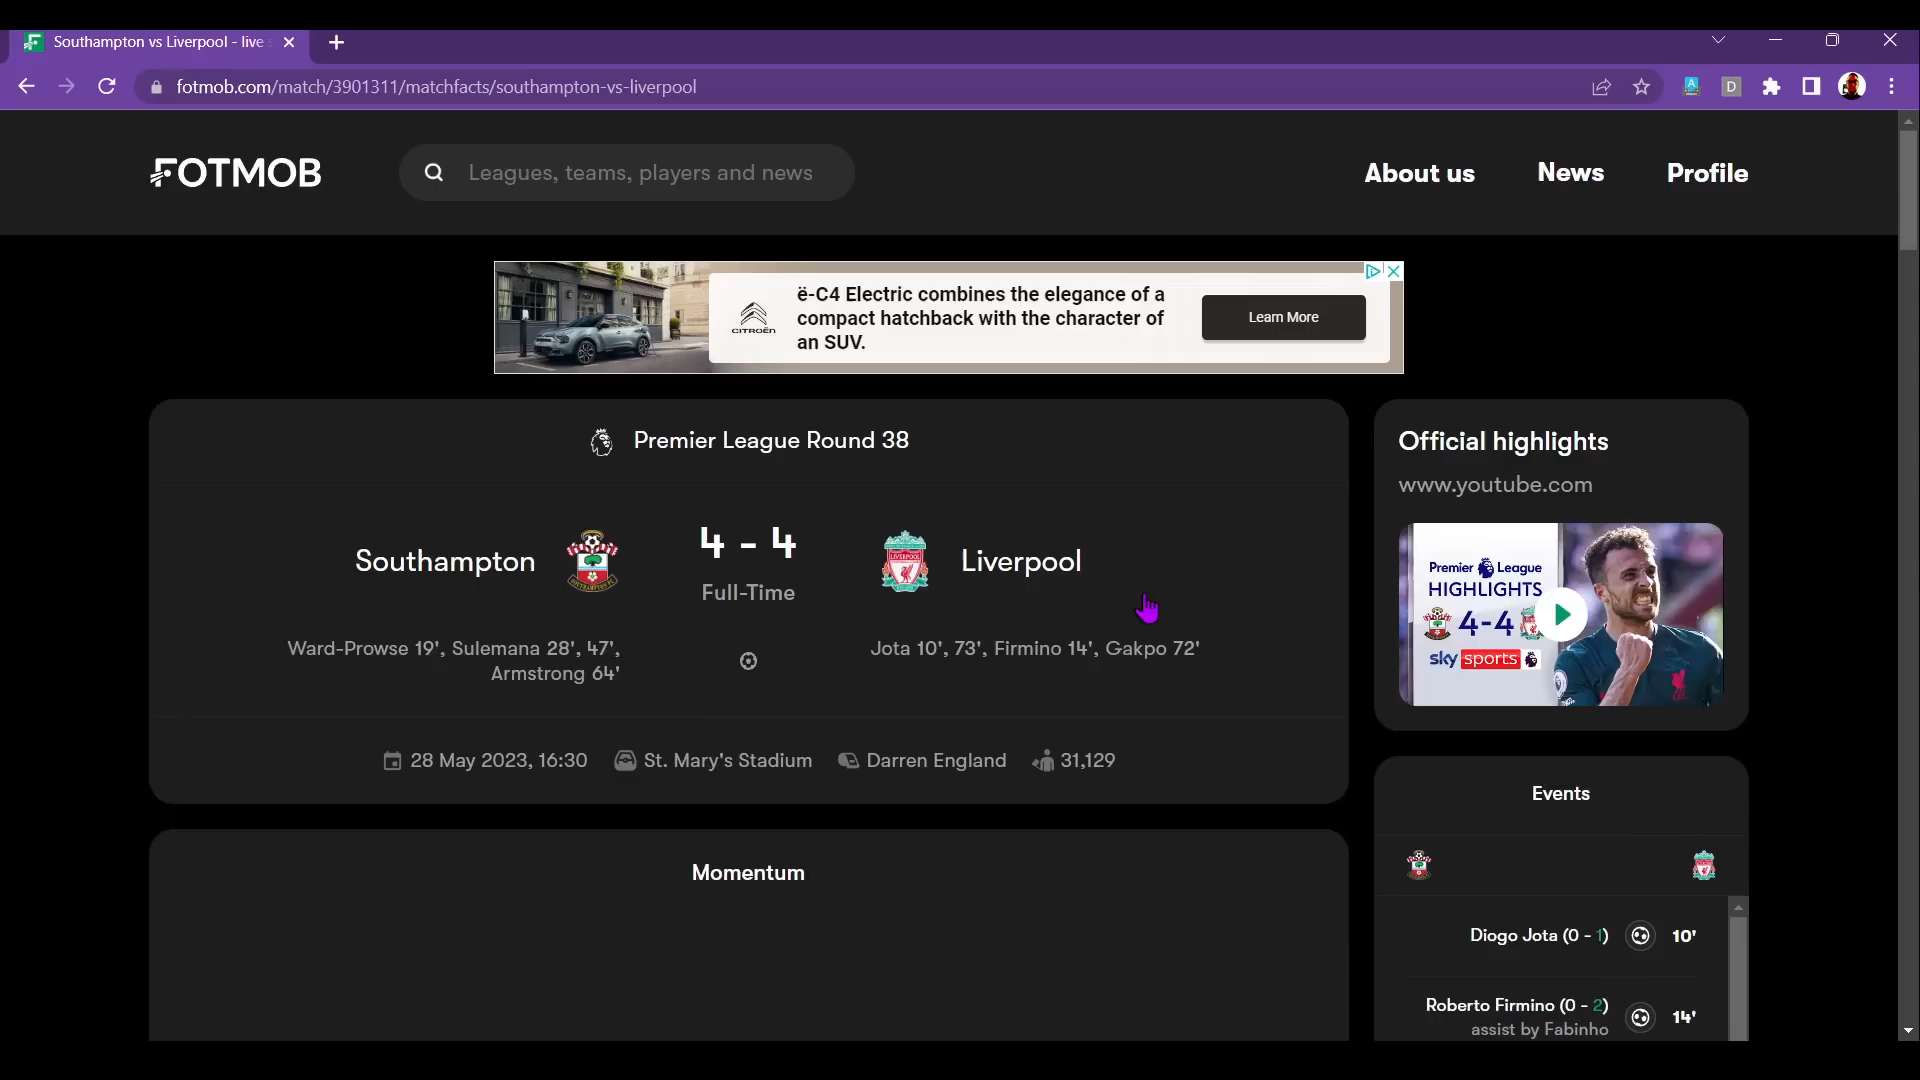 Southampton vs Liverpool - live s
fotmob.com/match/3901311/matchfacts/southampton-vs-liverpool
D
FOTMOB
Leagues, teams, players and news
About us
News
Profile
CITROËN
ë-C4 Electric combines the elegance of a
compact hatchback with the character of
an SUV.
Learn More
Premier League Round 38
Southampton
4 - 4
Full-Time
Liverpool
Ward-Prowse 19', Sulemana 28', 47',
Armstrong 64'
Jota 10', 73', Firmino 14', Gakpo 72'
28 May 2023, 16:30
St. Mary's Stadium
Darren England
31,129
Momentum
Official highlights
www.youtube.com
Premier League
HIGHLIGHTS
4-4
sky sports
Events
Diogo Jota (0 - 1) 10'
Roberto Firmino (0 - 2) 14'
assist by Fabinho